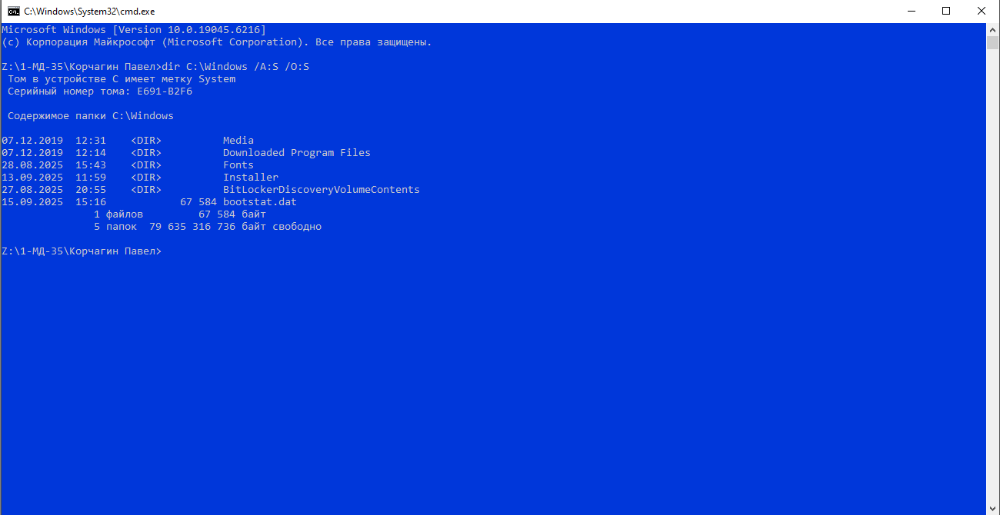 C:\Windows\System32\cmd.exe
Microsoft Windows [Version 10.0.19045.6216]
(c) Корпорация Майкрософт (Microsoft Corporation). Все права защищены.
Z:\1-МД-35\Корчагин Павел>dir C:\Windows /A:S /O:S
Том в устройстве C имеет метку System
Серийный номер тома: E691-B2F6
Содержимое папки C:\Windows
07.12.2019  12:31    <DIR>          Media
07.12.2019  12:14    <DIR>          Downloaded Program Files
28.08.2025  15:43    <DIR>          Fonts
13.09.2025  11:59    <DIR>          Installer
27.08.2025  20:55    <DIR>          BitLockerDiscoveryVolumeContents
15.09.2025  15:16            67 584 bootstat.dat
1 файлов         67 584 байт
5 папок  79 635 316 736 байт свободно
Z:\1-МД-35\Корчагин Павел>